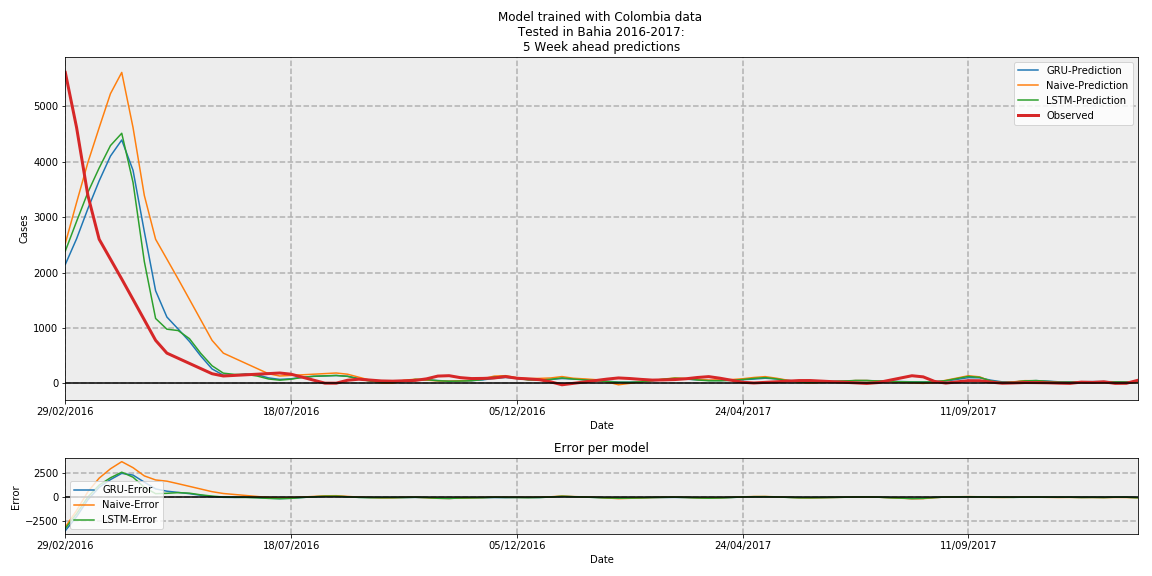 Model trained with Colombia data
Tested in Bahia 2016-2017:
5 Week ahead predictions
GRU-Prediction
Naive-Prediction
LSTM-Prediction
Observed
Cases
5000
4000
3000
2000
1000
0
29/02/2016
18/07/2016
05/12/2016
24/04/2017
11/09/2017
Date
Error per model
Error
2500
0
−2500
GRU-Error
Naive-Error
LSTM-Error
29/02/2016
18/07/2016
05/12/2016
24/04/2017
11/09/2017
Date